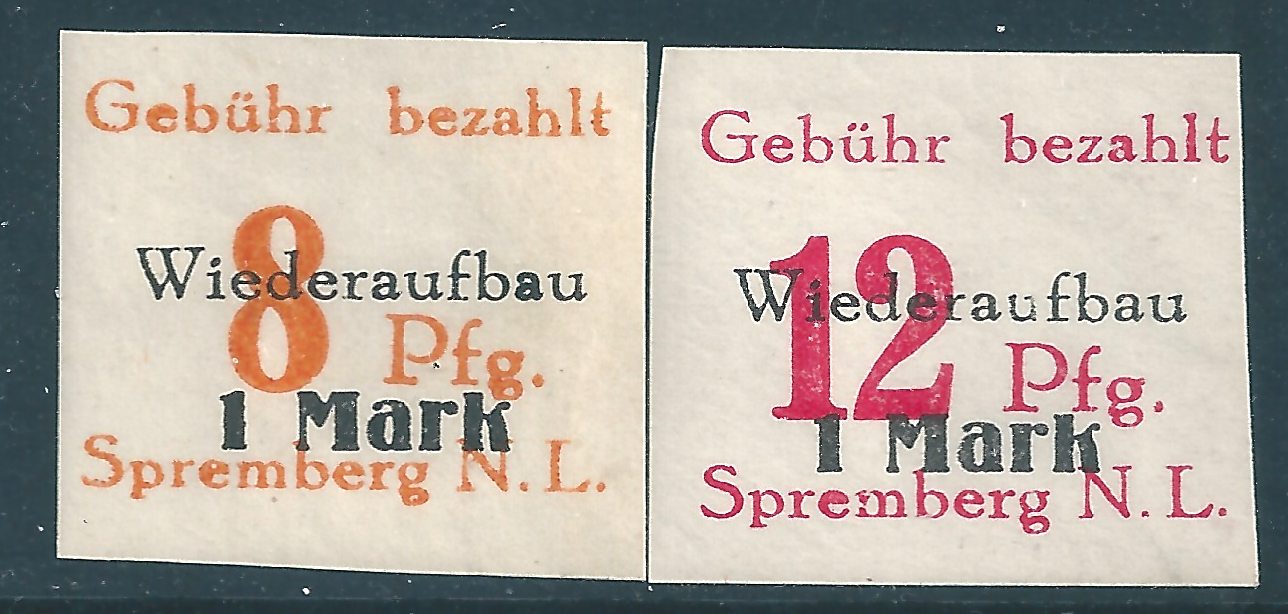 Gebühr bezahlt
8
Wiederaufbau
Pfg.
1 Mark
Spremberg N.L.
Gebühr bezahlt
12
Wiederaufbau
Pfg.
1 Mark
Spremberg N.L.